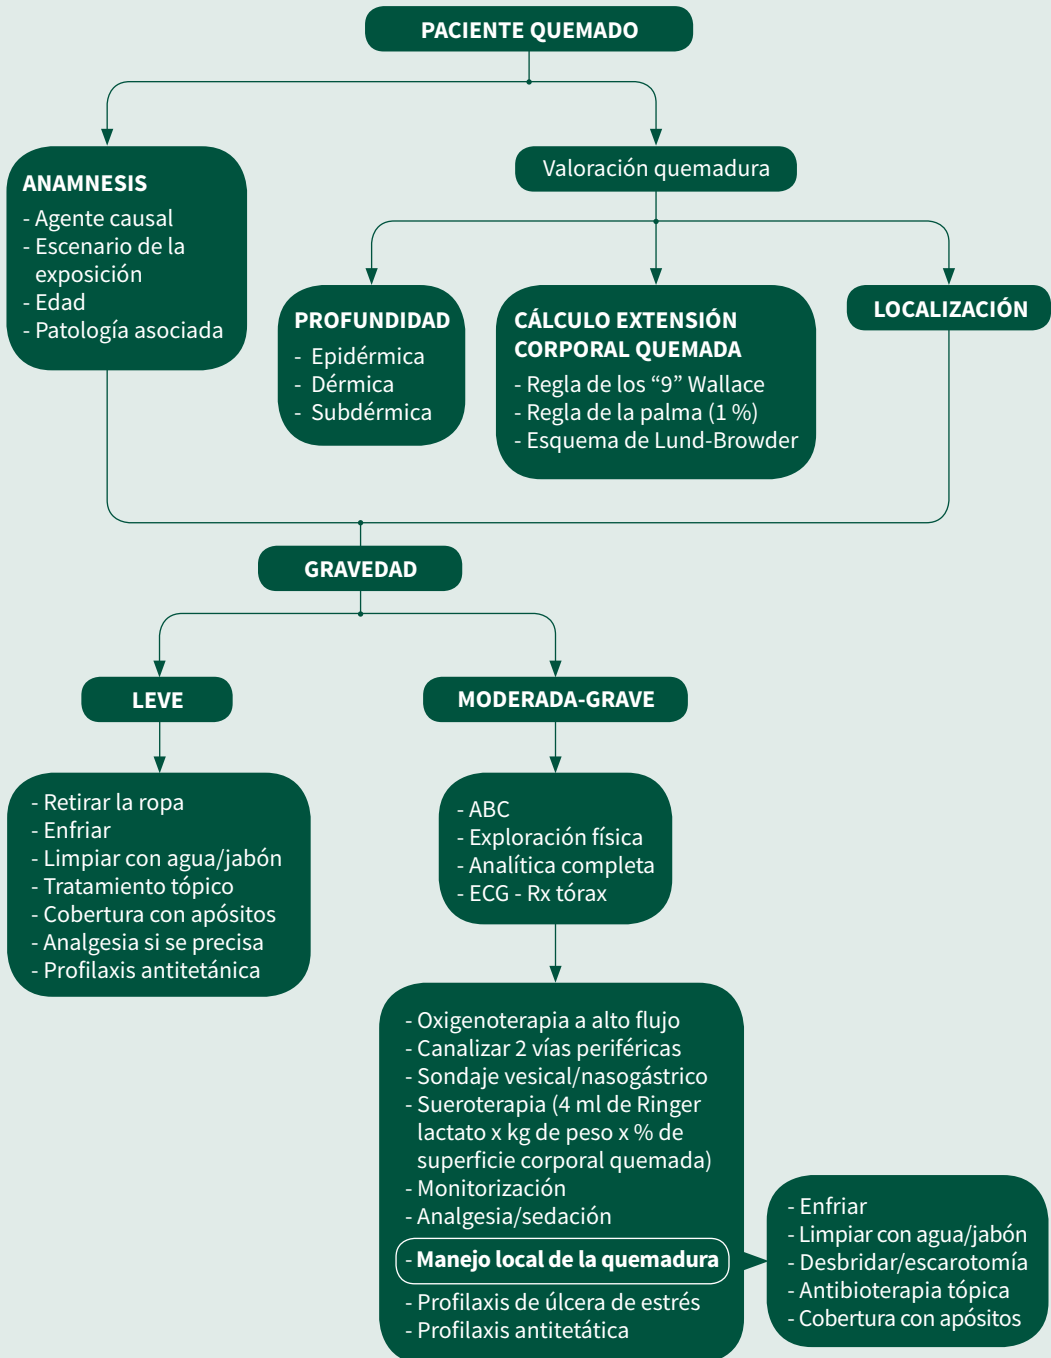 PACIENTE QUEMADO
ANAMNESIS
- Agente causal
- Escenario de la
exposición
- Edad
- Patología asociada
Valoración quemadura
PROFUNDIDAD
- Epidérmica
- Dérmica
- Subdérmica
CÁLCULO EXTENSIÓN
CORPORAL QUEMADA
- Regla de los “9” Wallace
- Regla de la palma (1 %)
- Esquema de Lund-Browder
LOCALIZACIÓN
GRAVEDAD
LEVE
- Retirar la ropa
- Enfriar
- Limpiar con agua/jabón
- Tratamiento tópico
- Cobertura con apósitos
- Analgesia si se precisa
- Profilaxis antitetánica
MODERADA-GRAVE
- ABC
- Exploración física
- Analítica completa
- ECG - Rx tórax
- Oxigenoterapia a alto flujo
- Canalizar 2 vías periféricas
- Sondaje vesical/nasogástrico
- Sueroterapia (4 ml de Ringer
lactato x kg de peso x % de
superficie corporal quemada)
- Monitorización
- Analgesia/sedación
- Manejo local de la quemadura
- Profilaxis de úlcera de estrés
- Profilaxis antitetática
- Enfriar
- Limpiar con agua/jabón
- Desbridar/escarotomía
- Antibioterapia tópica
- Cobertura con apósitos